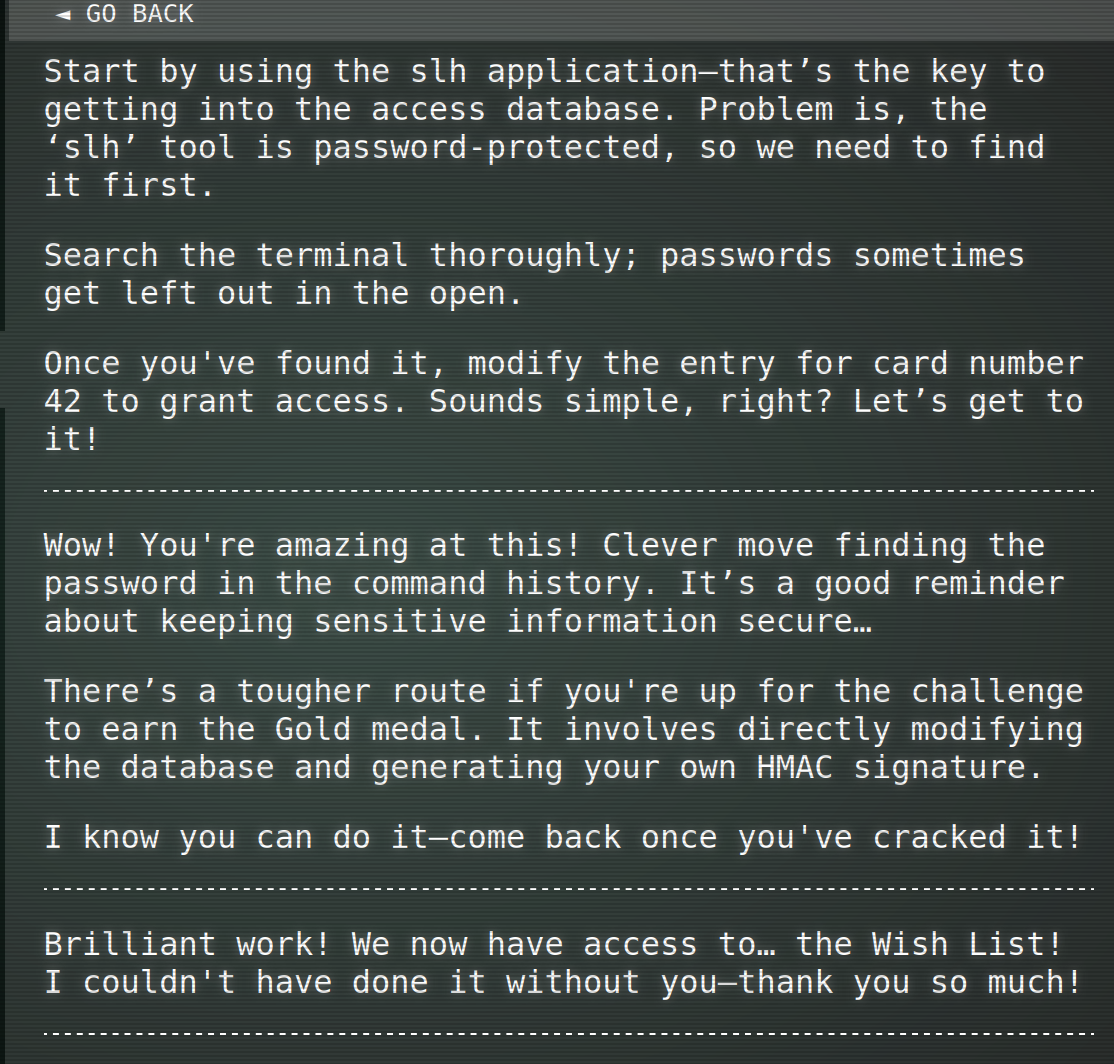 ◄ GO BACK
Start by using the slh application—that’s the key to
getting into the access database. Problem is, the
‘slh’ tool is password-protected, so we need to find
it first.
Search the terminal thoroughly; passwords sometimes
get left out in the open.
Once you've found it, modify the entry for card number
42 to grant access. Sounds simple, right? Let’s get to
it!
Wow! You're amazing at this! Clever move finding the
password in the command history. It’s a good reminder
about keeping sensitive information secure…
There’s a tougher route if you're up for the challenge
to earn the Gold medal. It involves directly modifying
the database and generating your own HMAC signature.
I know you can do it—come back once you've cracked it!
Brilliant work! We now have access to… the Wish List!
I couldn't have done it without you—thank you so much!